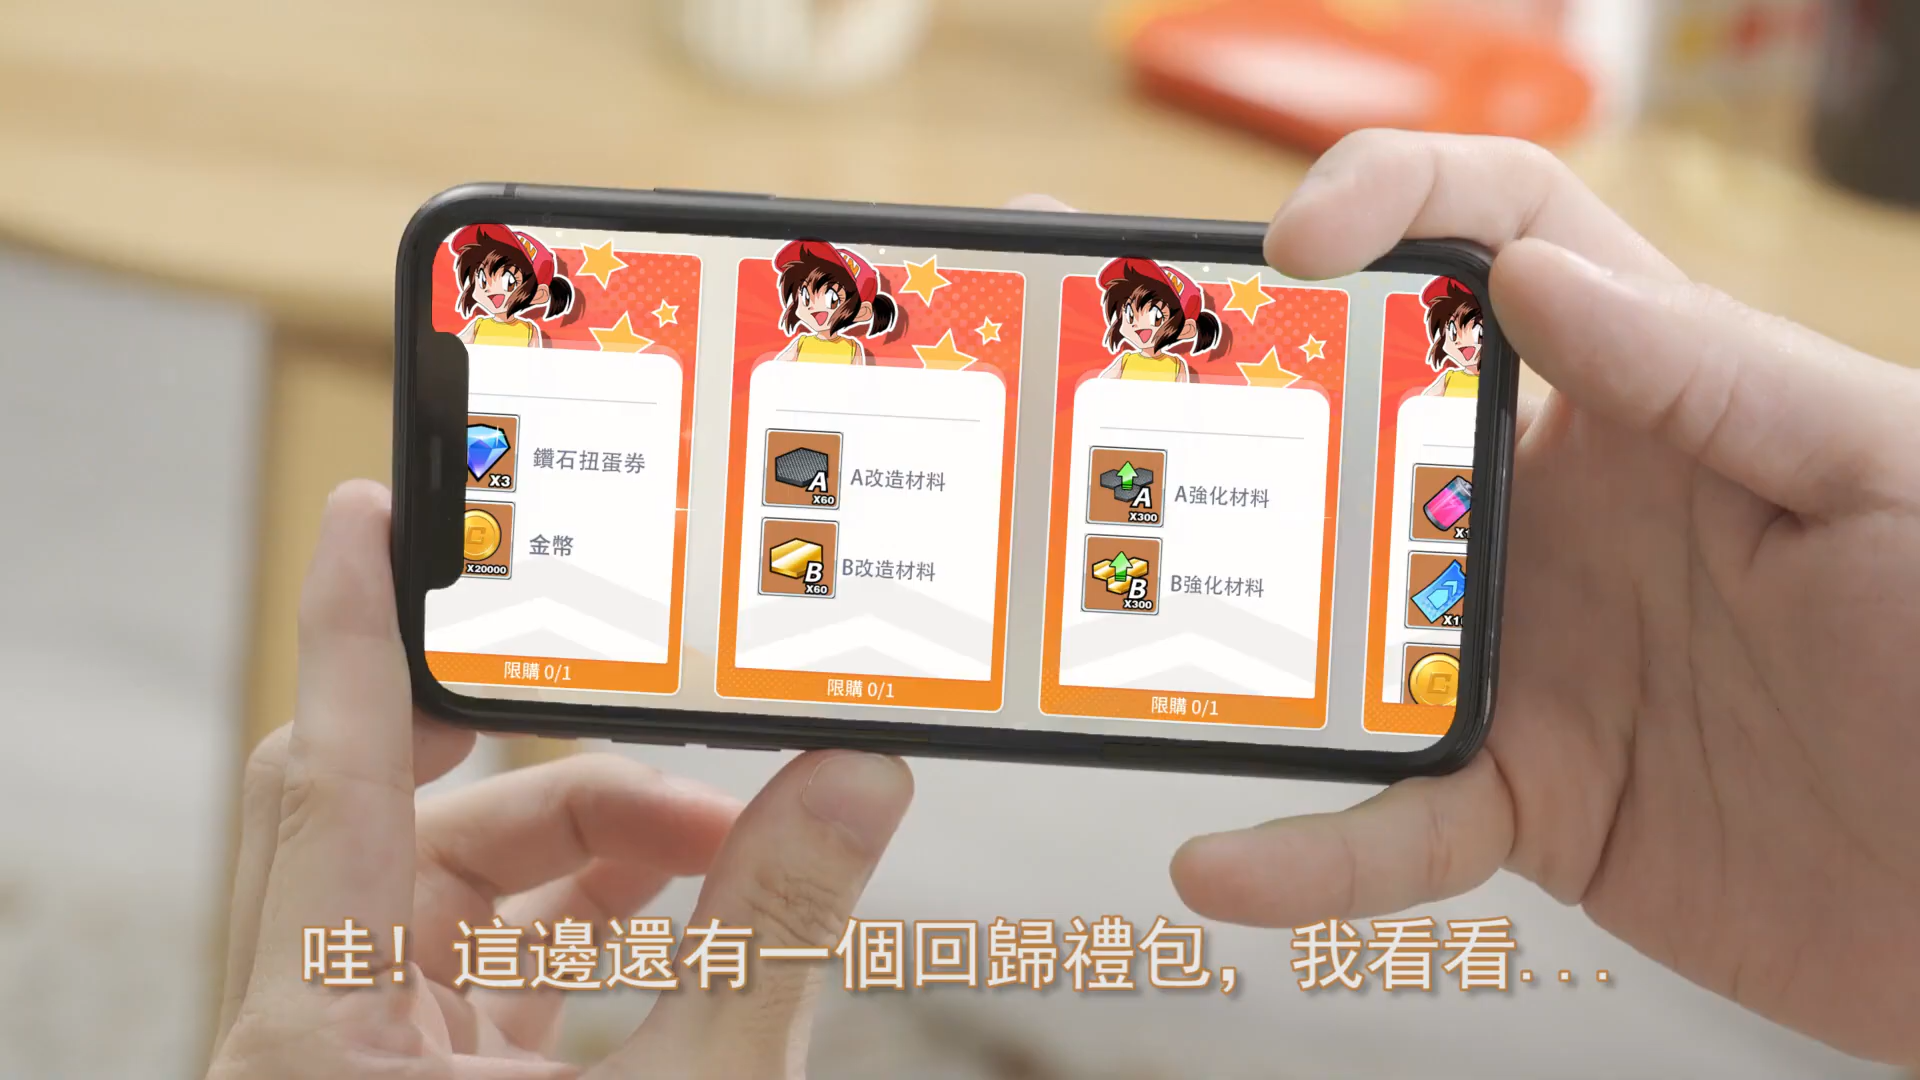 鑽石扭蛋券
X3
金幣
C
X20000
限購 0/1
A改造材料
A
X60
B改造材料
B
X60
限購 0/1
A強化材料
A
X300
B強化材料
B
X300
限購 0/1
C
哇！這邊還有一個回歸禮包，我看看...